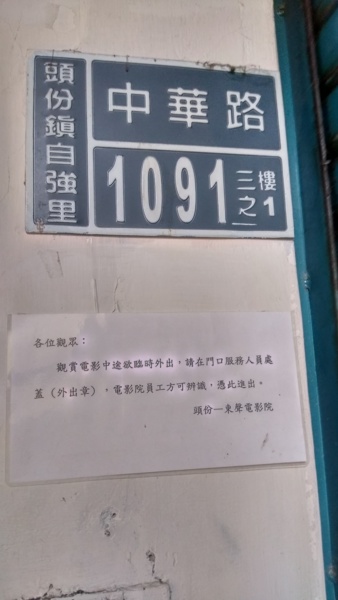 頭份鎮自強里
中華路
1091 三樓之1
各位觀眾：
觀賞電影中途欲臨時外出，請在門口服務人員處
蓋（外出章），電影院員工方可辨識，憑此進出。
頭份—東聲電影院